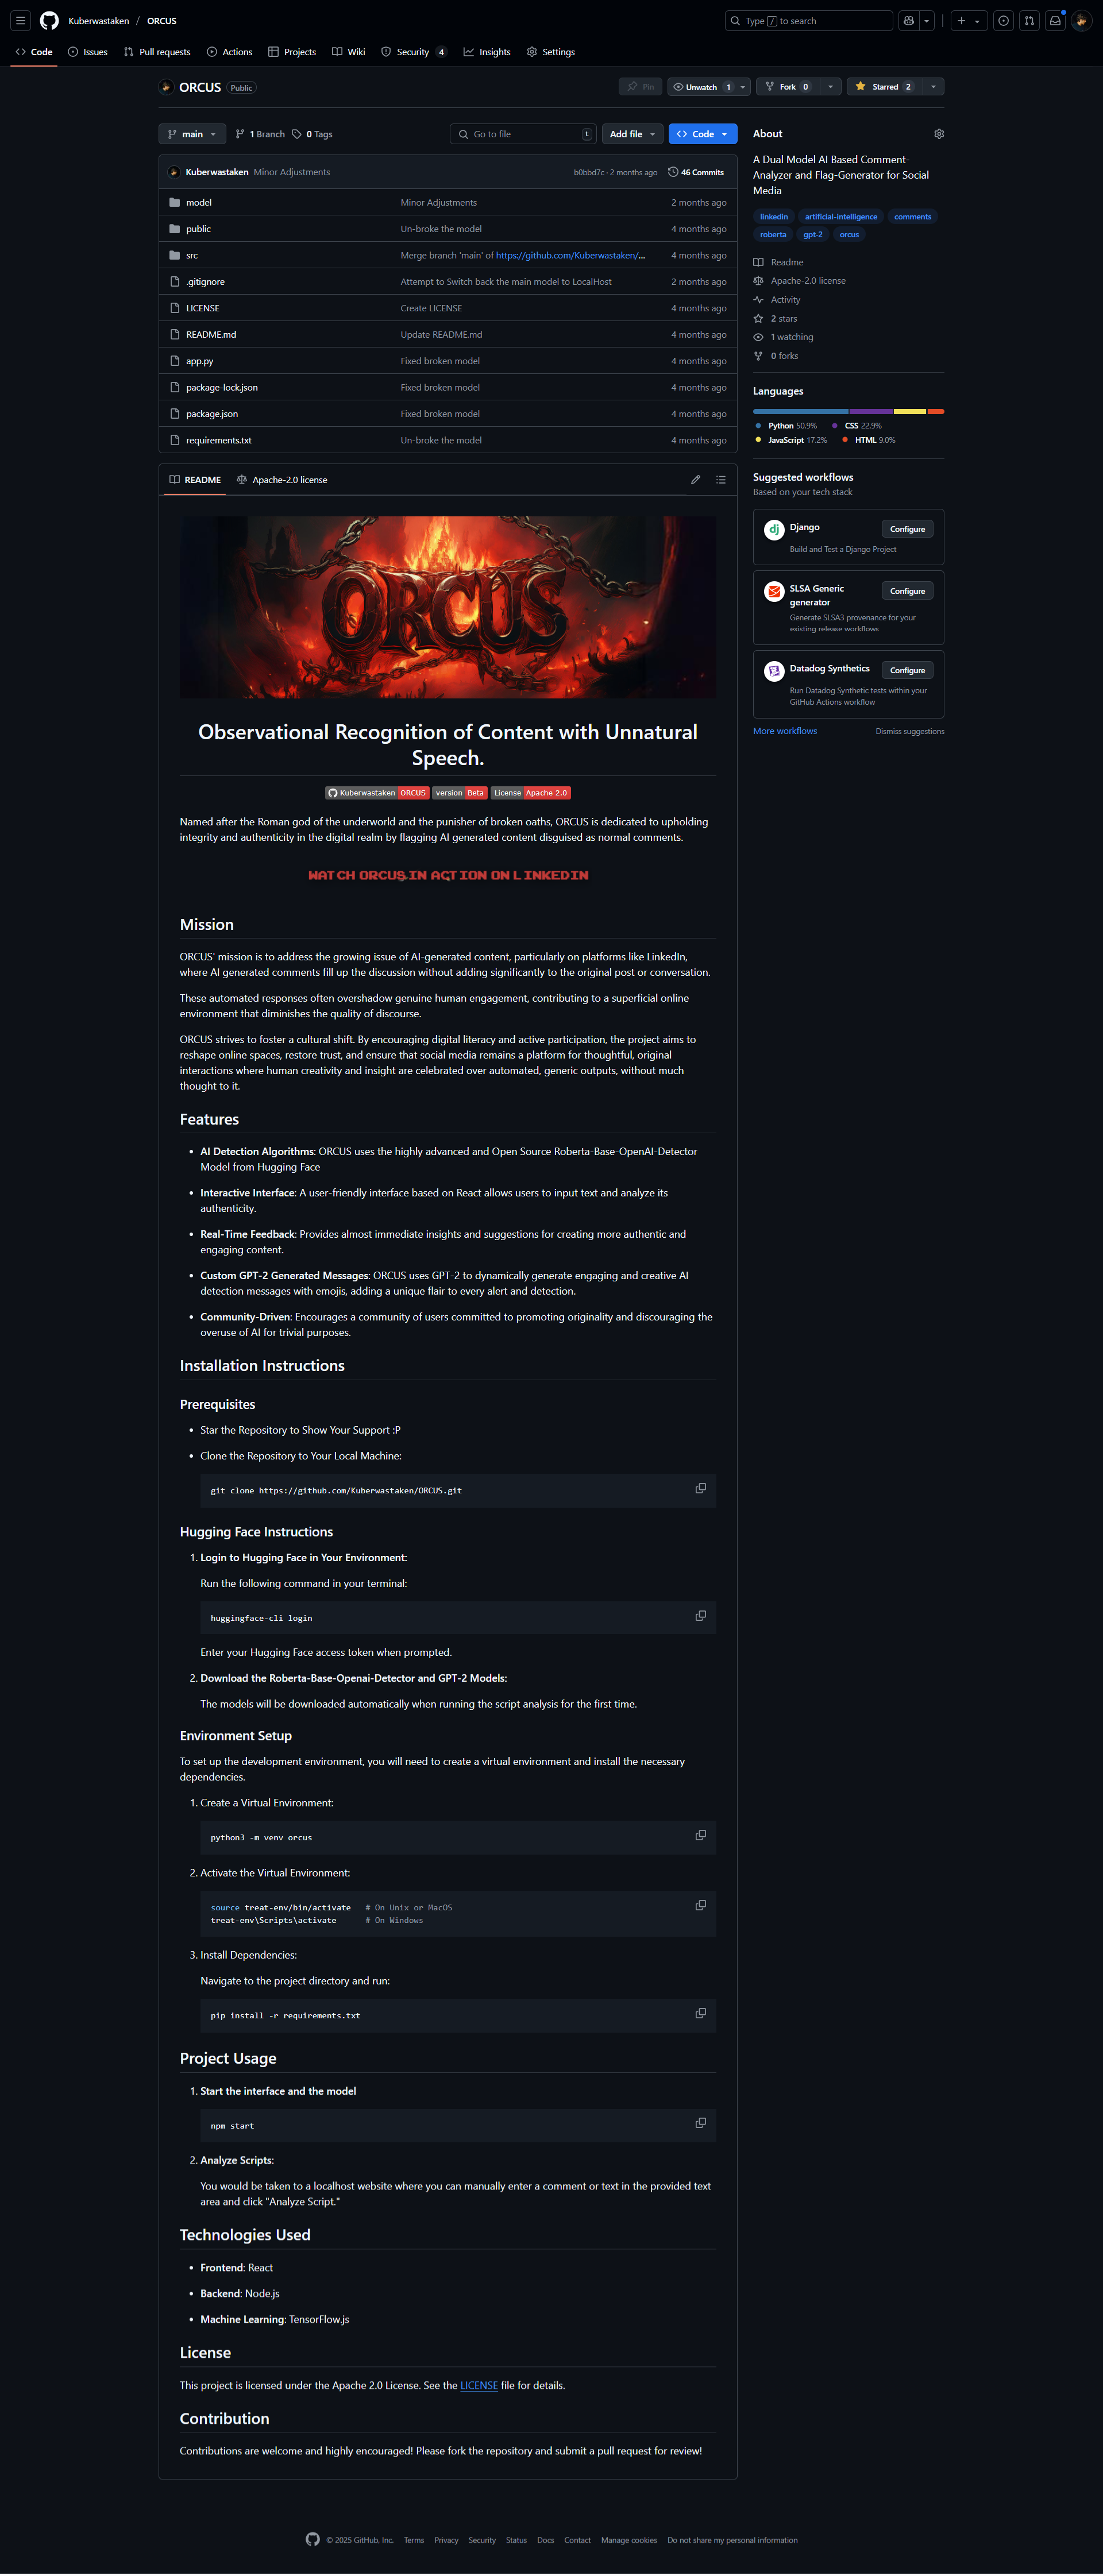 Kuberwastaken / ORCUS
Type / to search
Code Issues Pull requests Actions Projects Wiki Security 4 Insights Settings
ORCUS Public
Pin Unwatch 1 Fork 0 Starred 2
main 1 Branch 0 Tags
Go to file t Add file Code
Kuberwastaken Minor Adjustments b0bbd7c · 2 months ago 46 Commits
model Minor Adjustments 2 months ago
public Un-broke the model 4 months ago
src Merge branch 'main' of https://github.com/Kuberwastaken/... 4 months ago
.gitignore Attempt to Switch back the main model to LocalHost 2 months ago
LICENSE Create LICENSE 4 months ago
README.md Update README.md 4 months ago
app.py Fixed broken model 4 months ago
package-lock.json Fixed broken model 4 months ago
package.json Fixed broken model 4 months ago
requirements.txt Un-broke the model 4 months ago
README Apache-2.0 license
ORCUS
Observational Recognition of Content with Unnatural
Speech.
Kuberwastaken ORCUS version Beta License Apache 2.0
Named after the Roman god of the underworld and the punisher of broken oaths, ORCUS is dedicated to upholding
integrity and authenticity in the digital realm by flagging AI generated content disguised as normal comments.
WATCH ORCUS IN ACTION ON LINKEDIN
Mission
ORCUS' mission is to address the growing issue of AI-generated content, particularly on platforms like LinkedIn,
where AI generated comments fill up the discussion without adding significantly to the original post or conversation.
These automated responses often overshadow genuine human engagement, contributing to a superficial online
environment that diminishes the quality of discourse.
ORCUS strives to foster a cultural shift. By encouraging digital literacy and active participation, the project aims to
reshape online spaces, restore trust, and ensure that social media remains a platform for thoughtful, original
interactions where human creativity and insight are celebrated over automated, generic outputs, without much
thought to it.
Features
• AI Detection Algorithms: ORCUS uses the highly advanced and Open Source Roberta-Base-OpenAI-Detector
Model from Hugging Face
• Interactive Interface: A user-friendly interface based on React allows users to input text and analyze its
authenticity.
• Real-Time Feedback: Provides almost immediate insights and suggestions for creating more authentic and
engaging content.
• Custom GPT-2 Generated Messages: ORCUS uses GPT-2 to dynamically generate engaging and creative AI
detection messages with emojis, adding a unique flair to every alert and detection.
• Community-Driven: Encourages a community of users committed to promoting originality and discouraging the
overuse of AI for trivial purposes.
Installation Instructions
Prerequisites
• Star the Repository to Show Your Support :P
• Clone the Repository to Your Local Machine:
git clone https://github.com/Kuberwastaken/ORCUS.git
Hugging Face Instructions
1. Login to Hugging Face in Your Environment:
Run the following command in your terminal:
huggingface-cli login
Enter your Hugging Face access token when prompted.
2. Download the Roberta-Base-Openai-Detector and GPT-2 Models:
The models will be downloaded automatically when running the script analysis for the first time.
Environment Setup
To set up the development environment, you will need to create a virtual environment and install the necessary
dependencies.
1. Create a Virtual Environment:
python3 -m venv orcus
2. Activate the Virtual Environment:
source treat-env/bin/activate # On Unix or MacOS
treat-env\Scripts\activate # On Windows
3. Install Dependencies:
Navigate to the project directory and run:
pip install -r requirements.txt
Project Usage
1. Start the interface and the model
npm start
2. Analyze Scripts:
You would be taken to a localhost website where you can manually enter a comment or text in the provided text
area and click "Analyze Script."
Technologies Used
• Frontend: React
• Backend: Node.js
• Machine Learning: TensorFlow.js
License
This project is licensed under the Apache 2.0 License. See the LICENSE file for details.
Contribution
Contributions are welcome and highly encouraged! Please fork the repository and submit a pull request for review!
About
A Dual Model AI Based Comment-
Analyzer and Flag-Generator for Social
Media
linkedin artificial-intelligence comments
roberta gpt-2 orcus
Readme
Apache-2.0 license
Activity
2 stars
1 watching
0 forks
Languages
Python 50.9% CSS 22.9%
JavaScript 17.2% HTML 9.0%
Suggested workflows
Based on your tech stack
dj Django Configure
Build and Test a Django Project
SLSA Generic Configure
generator
Generate SLSA3 provenance for your
existing release workflows
Datadog Synthetics Configure
Run Datadog Synthetic tests within your
GitHub Actions workflow
More workflows Dismiss suggestions
© 2025 GitHub, Inc. Terms Privacy Security Status Docs Contact Manage cookies Do not share my personal information